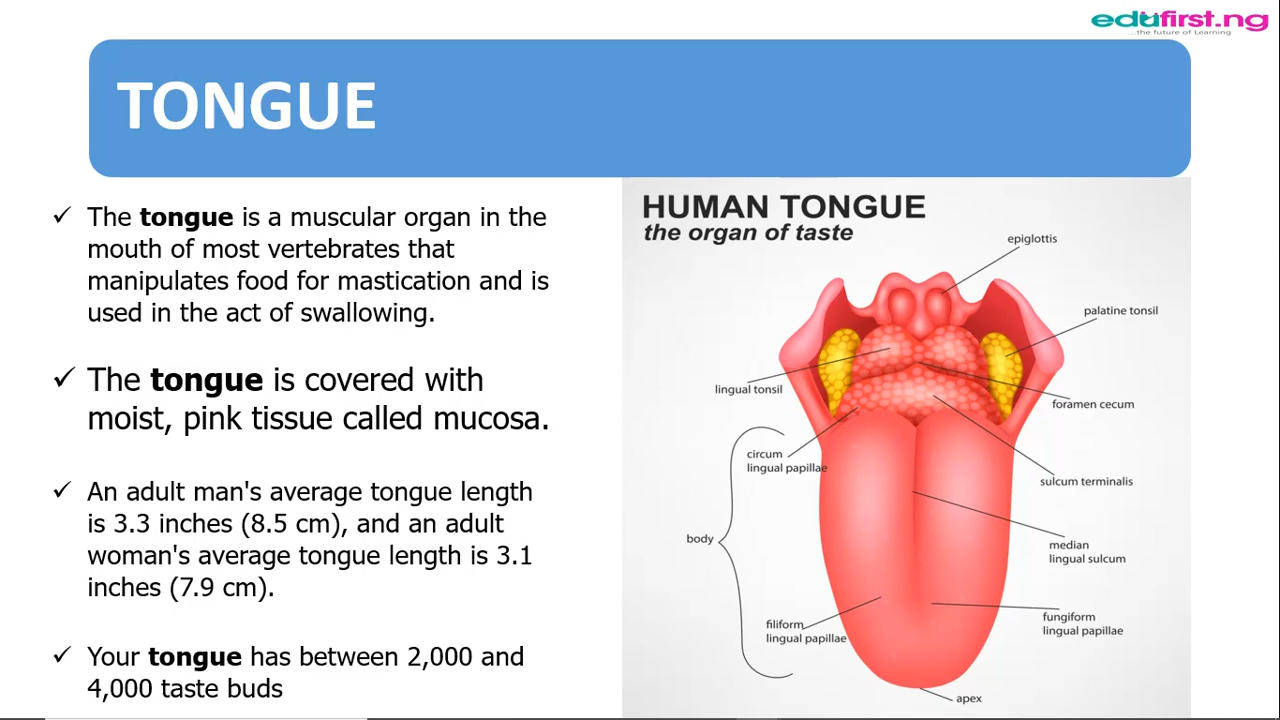 edufirst.ng
...the future of Learning
TONGUE
✓ The tongue is a muscular organ in the
mouth of most vertebrates that
manipulates food for mastication and is
used in the act of swallowing.
✓ The tongue is covered with
moist, pink tissue called mucosa.
✓ An adult man's average tongue length
is 3.3 inches (8.5 cm), and an adult
woman's average tongue length is 3.1
inches (7.9 cm).
✓ Your tongue has between 2,000 and
4,000 taste buds
HUMAN TONGUE
the organ of taste
epiglottis
palatine tonsil
lingual tonsil
foramen cecum
circum
lingual papillae
sulcum terminalis
body
median
lingual sulcum
filiform
lingual papillae
fungiform
lingual papillae
apex